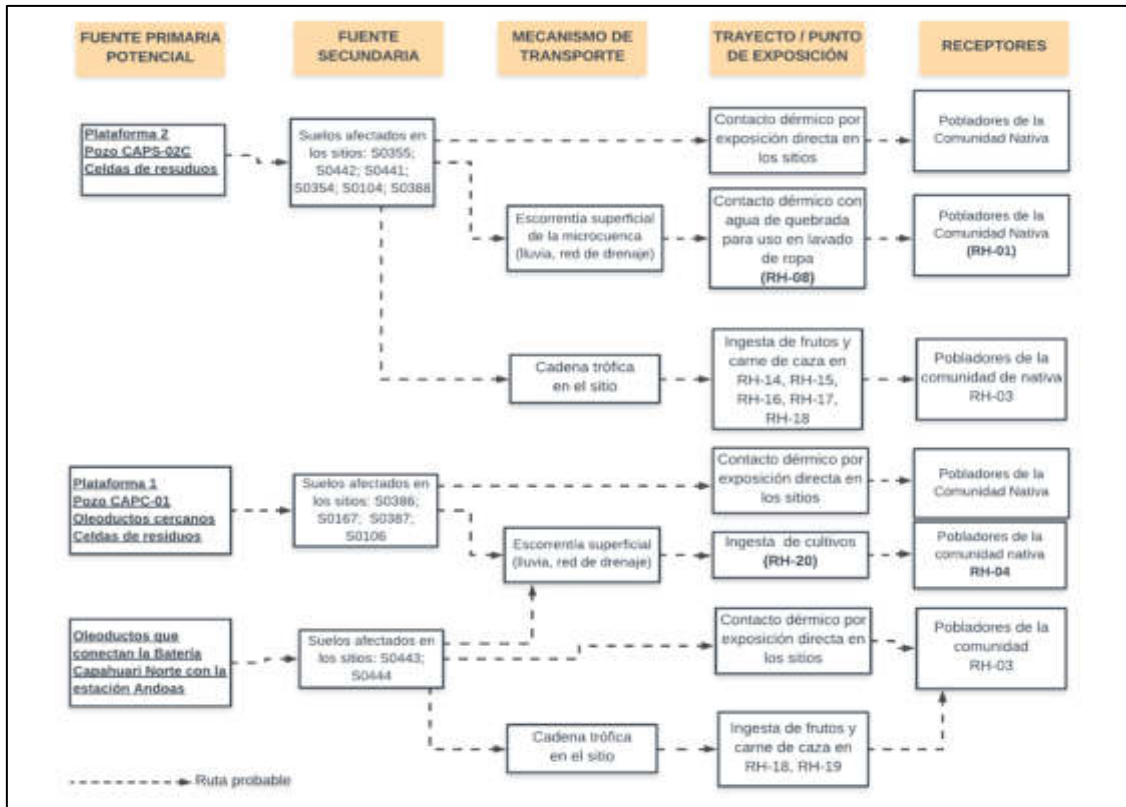 FUENTE PRIMARIA
POTENCIAL
FUENTE
SECUNDARIA
MECANISMO DE
TRANSPORTE
TRAYECTO / PUNTO
DE EXPOSICIÓN
RECEPTORES
Plataforma 2
Pozo CAPS-02C
Celdas de resuduos
Suelos afectados en
los sitios: S0355;
S0442; S0441;
S0354; S0104; S0388
Contacto dérmico por
exposición directa en
los sitios
Pobladores de la
Comunidad Nativa
Escorrentía superficial
de la microcuenca
(lluvia, red de drenaje)
Contacto dérmico con
agua de quebrada
para uso en lavado
de ropa
(RH-08)
Pobladores de la
Comunidad Nativa
(RH-01)
Cadena trófica
en el sitio
Ingesta de frutos y
carne de caza en
RH-14, RH-15,
RH-16, RH-17,
RH-18
Pobladores de la
comunidad de nativa
RH-03
Plataforma 1
Pozo CAPC-01
Oleoductos cercanos
Celdas de residuos
Suelos afectados en
los sitios: S0386;
S0167; S0387;
S0106
Contacto dérmico por
exposición directa en
los sitios
Pobladores de la
Comunidad Nativa
Escorrentía superficial
(lluvia, red de drenaje)
Ingesta de cultivos
(RH-20)
Pobladores de la
comunidad nativa
RH-04
Oleoductos que
conectan la Batería
Capahuari Norte con la
estación Andoas
Suelos afectados en
los sitios: S0443;
S0444
Contacto dérmico por
exposición directa en
los sitios
Pobladores de la
comunidad
RH-03
Cadena trófica
en el sitio
Ingesta de frutos y
carne de caza en
RH-18, RH-19
Ruta probable